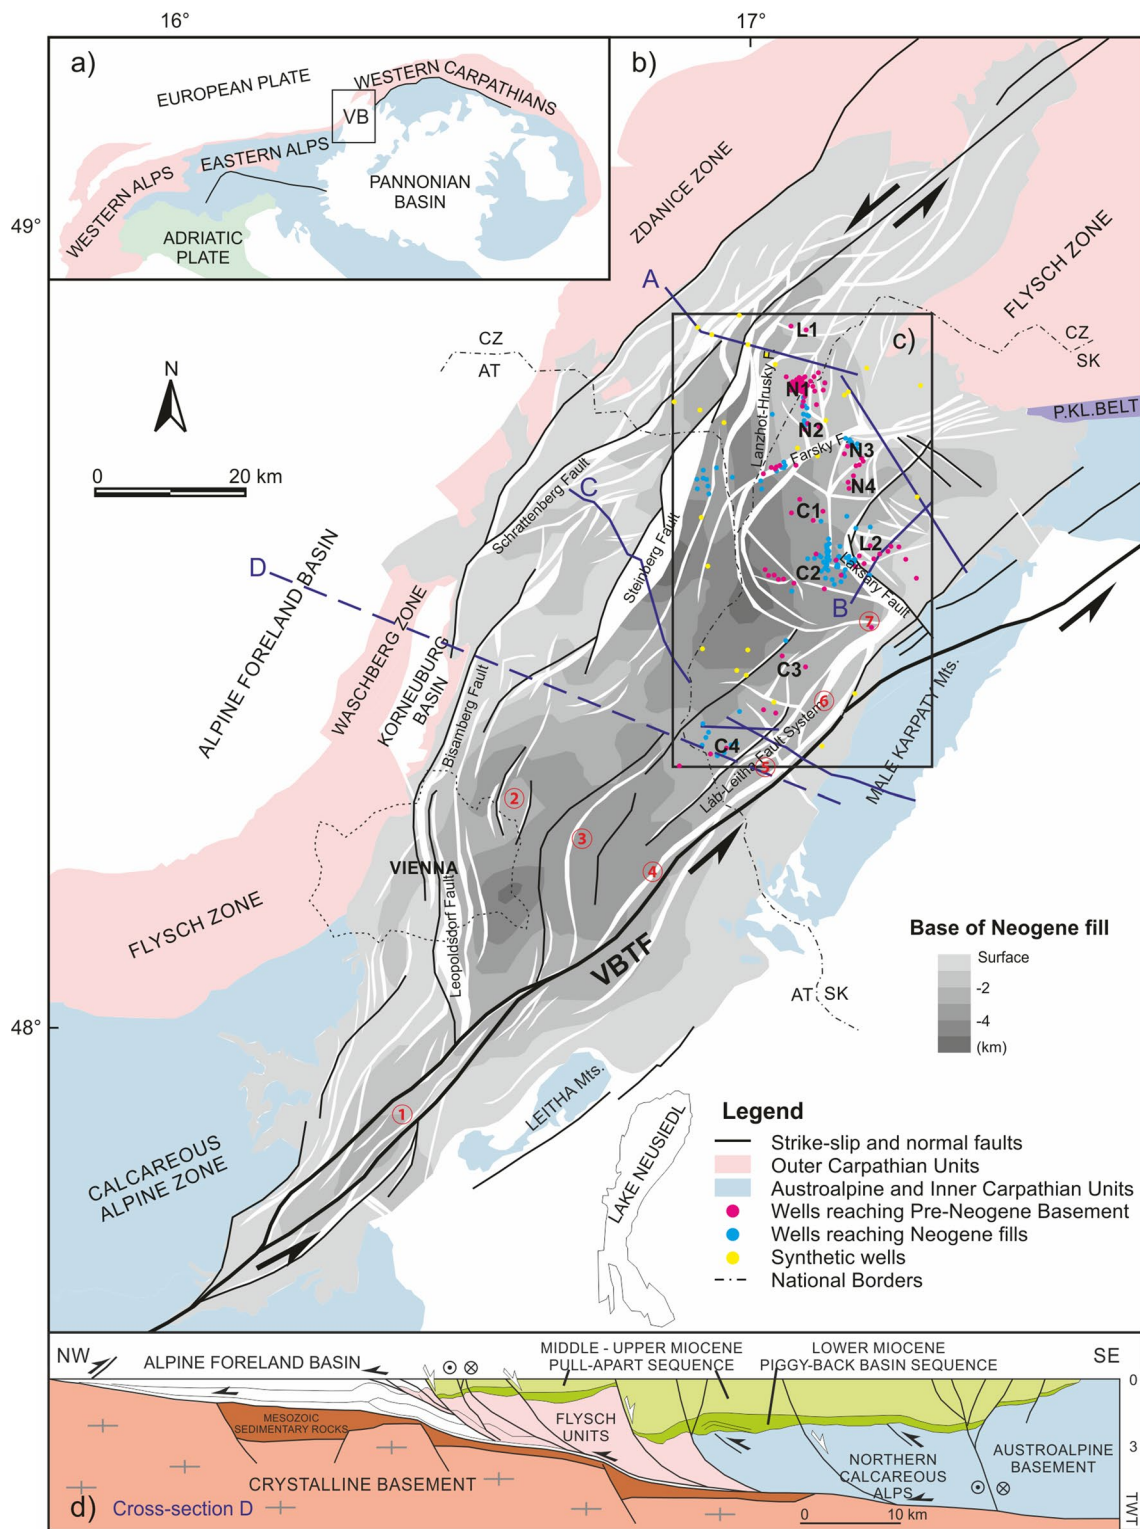 16°
17°
49°
48°
a)
EUROPEAN PLATE
WESTERN CARPATHIANS
VB
EASTERN ALPS
WESTERN ALPS
PANNONIAN
BASIN
ADRIATIC
PLATE
b)
ZDANICE ZONE
FLYSCH ZONE
A
L1
c)
CZ
SK
CZ
AT
N
0
20 km
Lanzhot-Hrusky F.
N1
N2
Farsky F.
N3
N4
P.KL.BELT
Schrattenberg Fault
C
Steinberg Fault
C1
L2
C2
Laksary Fault
B
D
ALPINE FORELAND BASIN
WASCHBERG ZONE
KORNEUBURG
BASIN
Bisamberg Fault
7
C3
6
MALE KARPATY Mts.
C4
5
Láb-Leitha Fault System
2
3
4
VIENNA
Leopoldsdorf Fault
FLYSCH ZONE
VBTF
AT
SK
Base of Neogene fill
Surface
-2
-4
(km)
1
LEITHA Mts.
LAKE NEUSIEDL
CALCAREOUS
ALPINE ZONE
Legend
Strike-slip and normal faults
Outer Carpathian Units
Austroalpine and Inner Carpathian Units
Wells reaching Pre-Neogene Basement
Wells reaching Neogene fills
Synthetic wells
National Borders
NW
ALPINE FORELAND BASIN
MIDDLE - UPPER MIOCENE
PULL-APART SEQUENCE
LOWER MIOCENE
PIGGY-BACK BASIN SEQUENCE
SE
0
MESOZOIC
SEDIMENTARY ROCKS
FLYSCH
UNITS
3
NORTHERN
CALCAREOUS
ALPS
AUSTROALPINE
BASEMENT
CRYSTALLINE BASEMENT
TWT
d)
Cross-section D
0
10 km